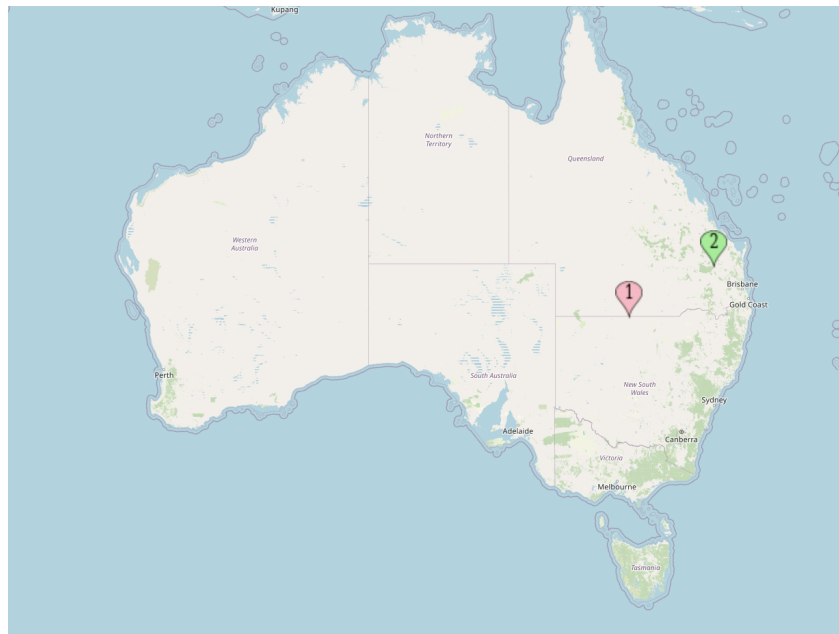 Kupang
Northern
Territory
Queensland
2
Western
Australia
Brisbane
1
Gold Coast
Perth
South Australia
New South
Wales
Sydney
Adelaide
Canberra
Victoria
Melbourne
Tasmania